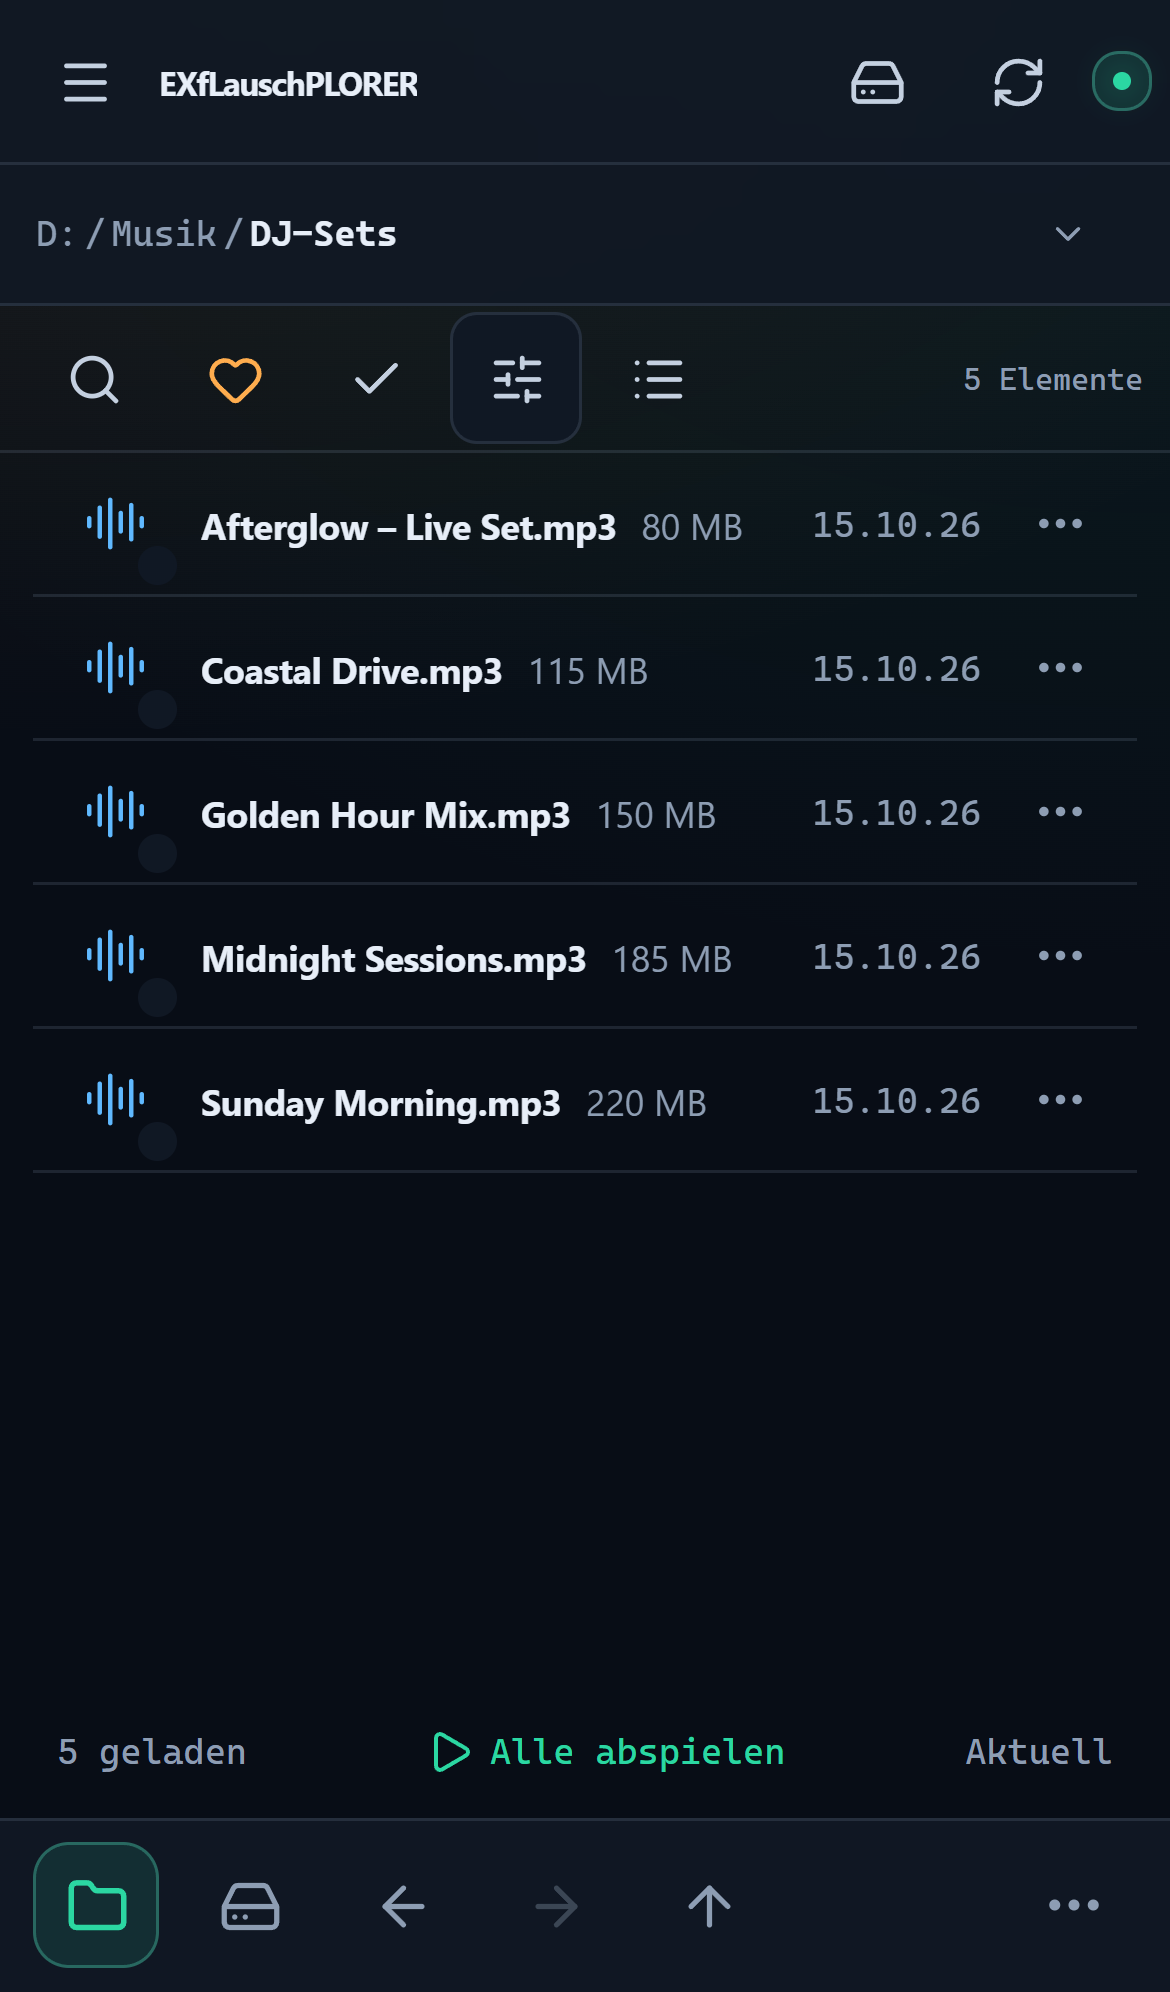 EXfLauschPLORER
D:/Musik/DJ-Sets
5 Elemente
Afterglow – Live Set.mp3 80 MB 15.10.26
Coastal Drive.mp3 115 MB 15.10.26
Golden Hour Mix.mp3 150 MB 15.10.26
Midnight Sessions.mp3 185 MB 15.10.26
Sunday Morning.mp3 220 MB 15.10.26
5 geladen Alle abspielen Aktuell